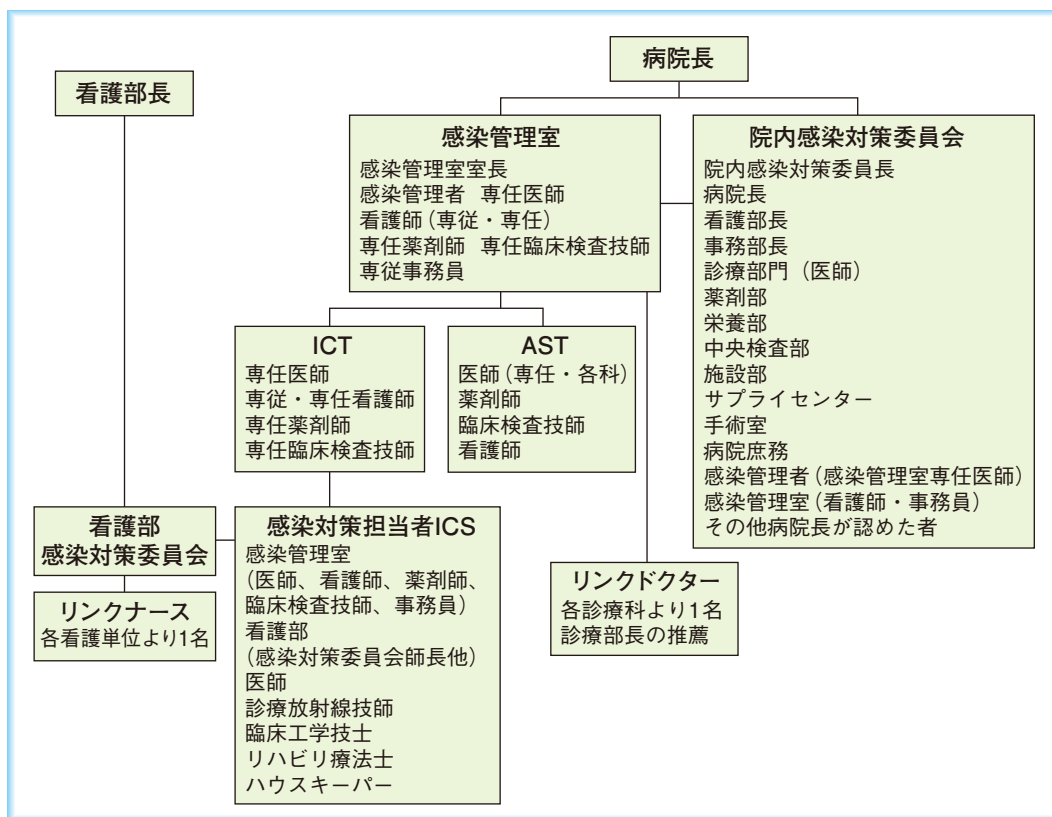 病院長
看護部長
感染管理室
感染管理室室長
感染管理者 専任医師
看護師（専従・専任）
専任薬剤師 専任臨床検査技師
専従事務員
院内感染対策委員会
院内感染対策委員長
病院長
看護部長
事務部長
診療部門（医師）
薬剤部
栄養部
中央検査部
施設部
サプライセンター
手術室
病院庶務
感染管理者（感染管理室専任医師）
感染管理室（看護師・事務員）
その他病院長が認めた者
ICT
専任医師
専従・専任看護師
専任薬剤師
専任臨床検査技師
AST
医師（専任・各科）
薬剤師
臨床検査技師
看護師
看護部
感染対策委員会
リンクナース
各看護単位より1名
感染対策担当者ICS
感染管理室
（医師、看護師、薬剤師、
臨床検査技師、事務員）
看護部
（感染対策委員会師長他）
医師
診療放射線技師
臨床工学技士
リハビリ療法士
ハウスキーパー
リンクドクター
各診療科より1名
診療部長の推薦